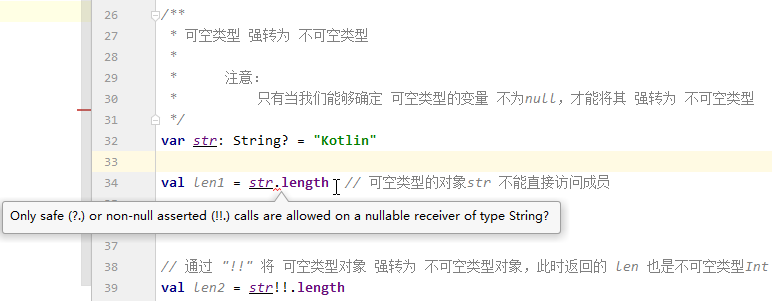 26 /**
27 * 可空类型 强转为 不可空类型
28 *
29 * 注意：
30 * 只有当我们能够确定 可空类型的变量 不为null，才能将其 强转为 不可空类型
31 */
32 var str: String? = "Kotlin"
33
34 val len1 = str.length // 可空类型的对象str 不能直接访问成员
Only safe (?.) or non-null asserted (!!.) calls are allowed on a nullable receiver of type String?
37
38 // 通过 "!!" 将 可空类型对象 强转为 不可空类型对象，此时返回的 len 也是不可空类型Int
39 val len2 = str!!.length